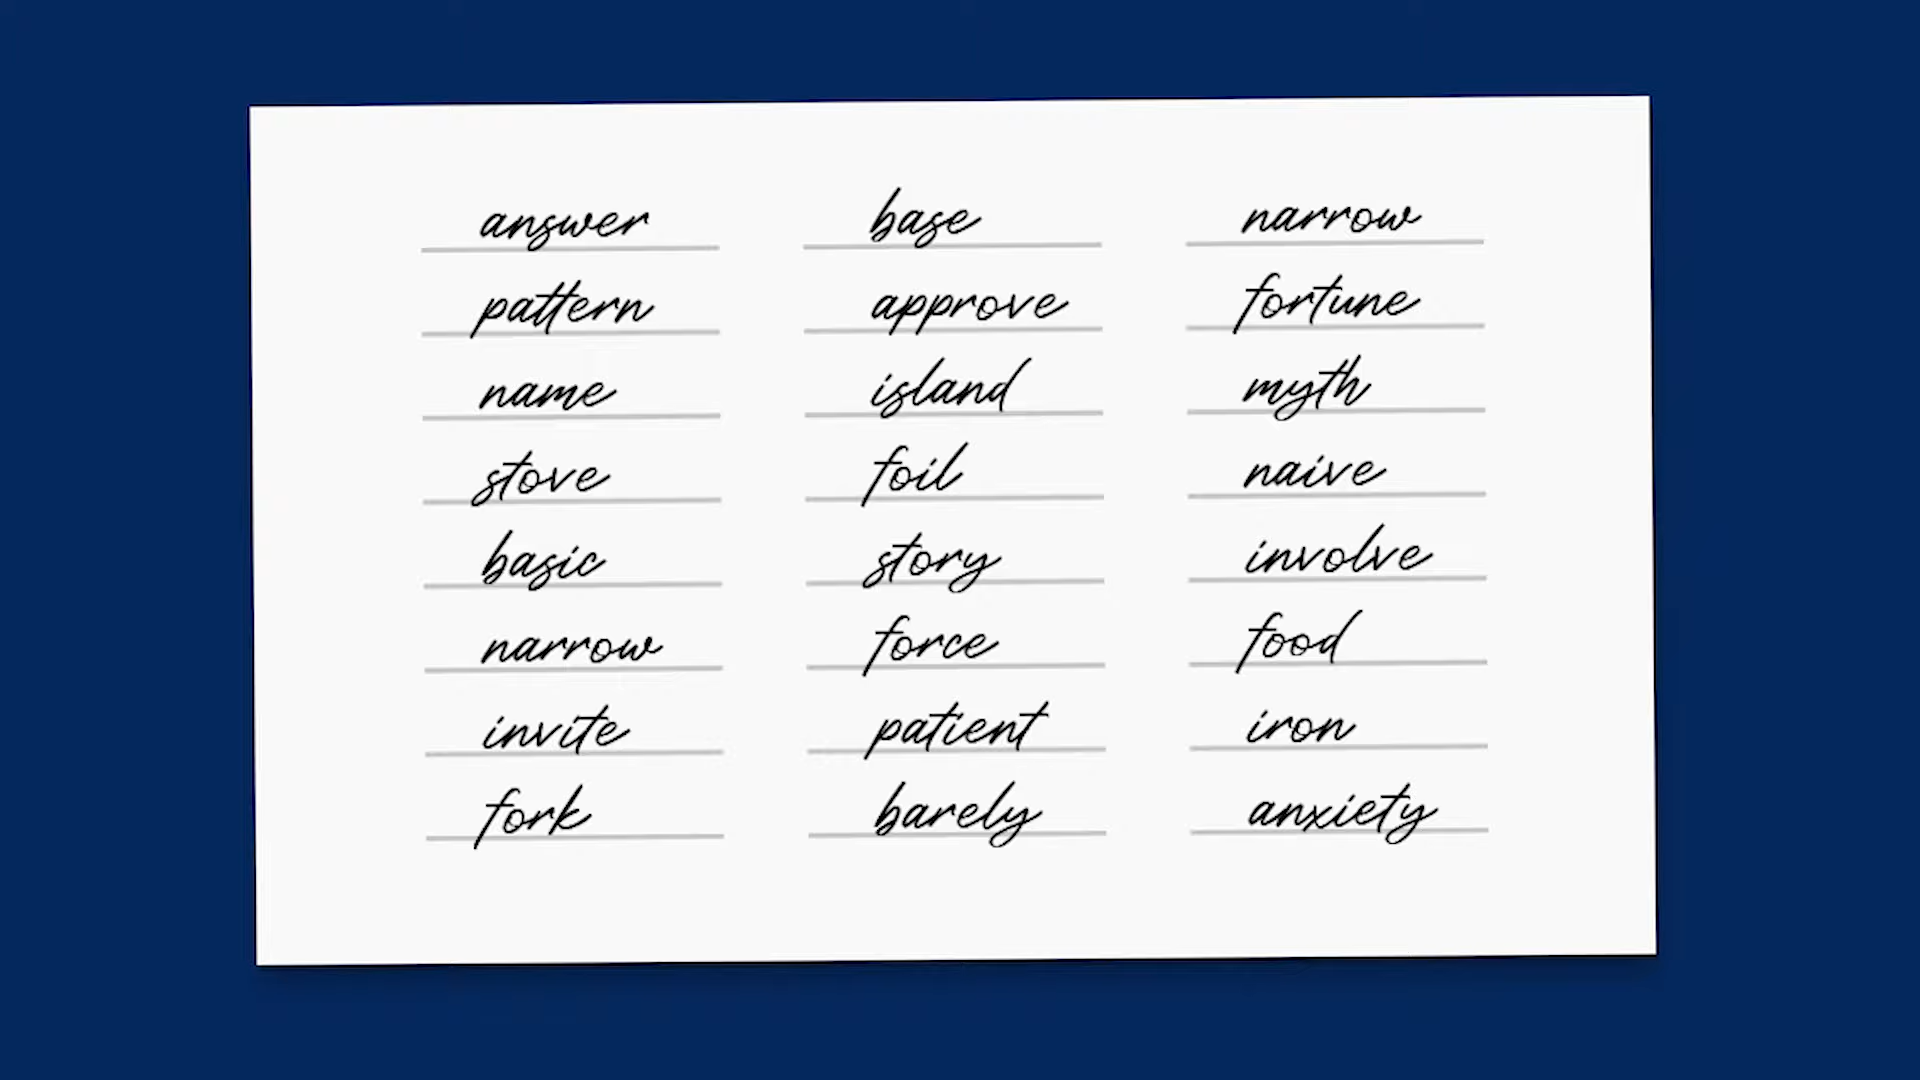 answer base narrow
pattern approve fortune
name island myth
stove foil naive
basic story involve
narrow force food
invite patient iron
fork barely anxiety